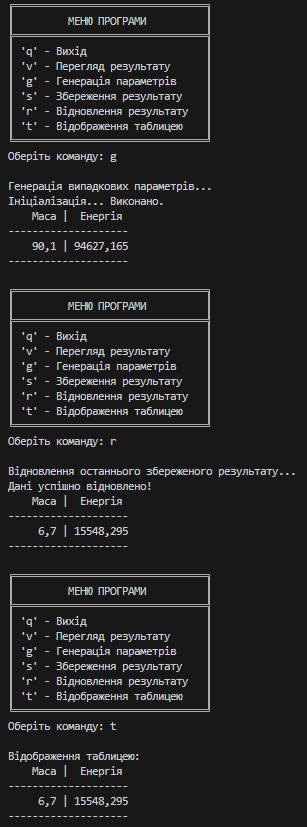 МЕНЮ ПРОГРАМИ
'q' - Вихід
'v' - Перегляд результату
'g' - Генерація параметрів
's' - Збереження результату
'r' - Відновлення результату
't' - Відображення таблицею
Оберіть команду: g
Генерація випадкових параметрів...
Ініціалізація... Виконано.
Маса | Енергія
--------------------
90,1 | 94627,165
--------------------
МЕНЮ ПРОГРАМИ
'q' - Вихід
'v' - Перегляд результату
'g' - Генерація параметрів
's' - Збереження результату
'r' - Відновлення результату
't' - Відображення таблицею
Оберіть команду: r
Відновлення останнього збереженого результату...
Дані успішно відновлено!
Маса | Енергія
--------------------
6,7 | 15548,295
--------------------
МЕНЮ ПРОГРАМИ
'q' - Вихід
'v' - Перегляд результату
'g' - Генерація параметрів
's' - Збереження результату
'r' - Відновлення результату
't' - Відображення таблицею
Оберіть команду: t
Відображення таблицею:
Маса | Енергія
--------------------
6,7 | 15548,295
--------------------